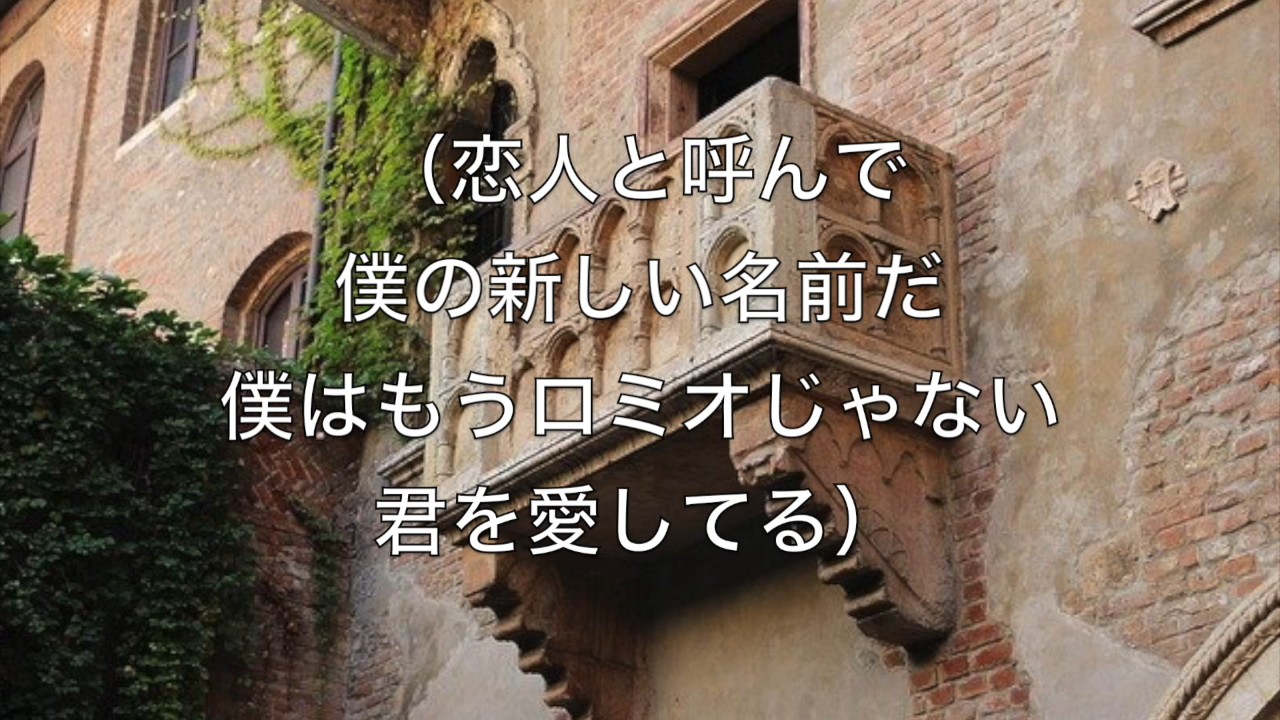 （恋人と呼んで
僕の新しい名前だ
僕はもうロミオじゃない
君を愛してる）